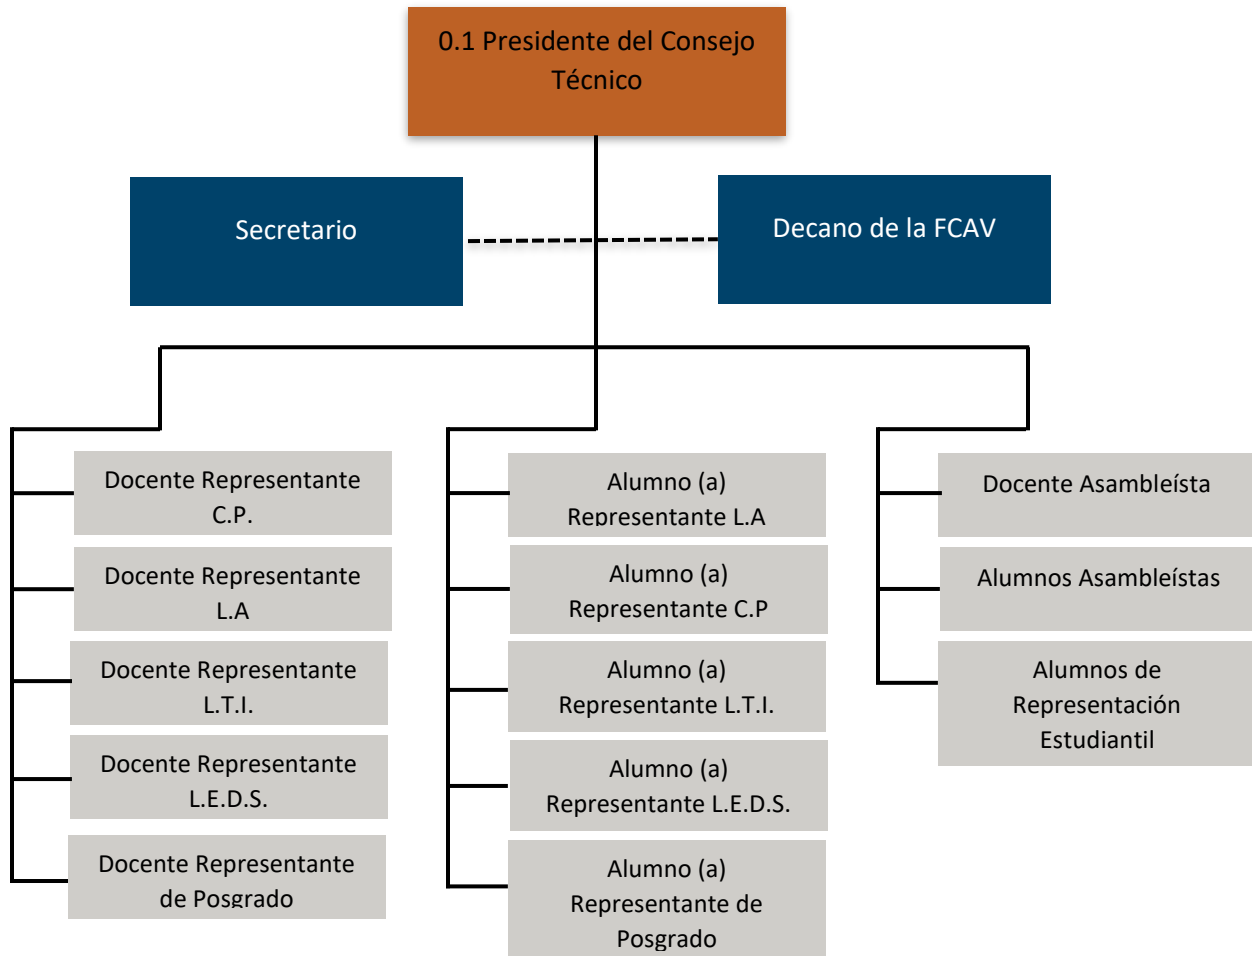 0.1 Presidente del Consejo
Técnico
Secretario
Decano de la FCAV
Docente Representante
C.P.
Docente Representante
L.A
Docente Representante
L.T.I.
Docente Representante
L.E.D.S.
Docente Representante
de Posgrado
Alumno (a)
Representante L.A
Alumno (a)
Representante C.P
Alumno (a)
Representante L.T.I.
Alumno (a)
Representante L.E.D.S.
Alumno (a)
Representante de
Posgrado
Docente Asambleísta
Alumnos Asambleístas
Alumnos de
Representación
Estudiantil